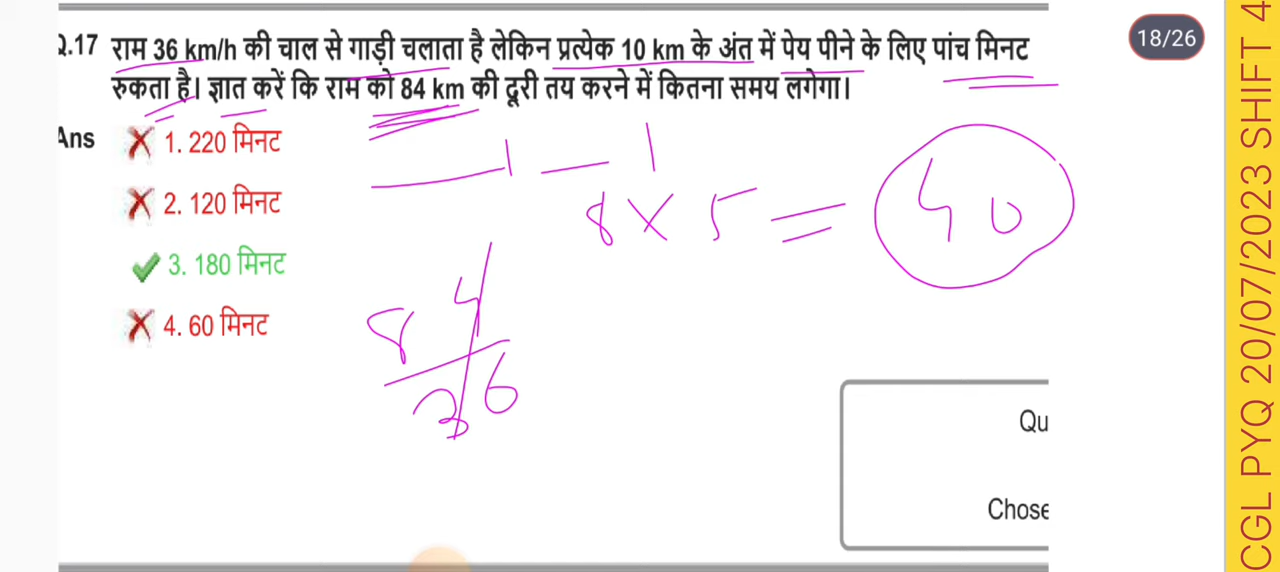 Q.17 राम 36 km/h की चाल से गाड़ी चलाता है लेकिन प्रत्येक 10 km के अंत में पेय पीने के लिए पांच मिनट
रुकता है। ज्ञात करें कि राम को 84 km की दूरी तय करने में कितना समय लगेगा।
18/26
Ans
1. 220 मिनट
2. 120 मिनट
3. 180 मिनट
4. 60 मिनट
8 X 5 = 40
84
36
Qu
Chose
CGL PYQ 20/07/2023 SHIFT 4